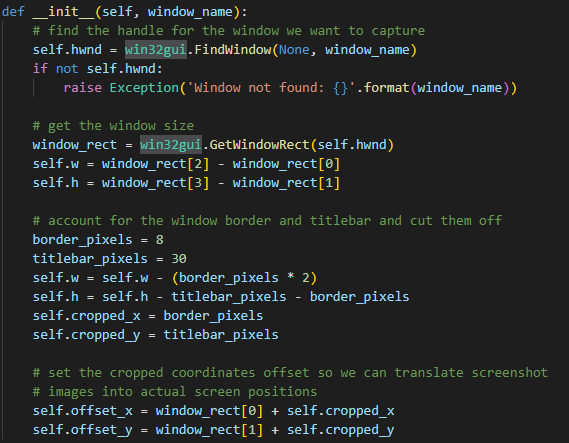 def __init__(self, window_name):
    # find the handle for the window we want to capture
    self.hwnd = win32gui.FindWindow(None, window_name)
    if not self.hwnd:
        raise Exception('Window not found: {}'.format(window_name))

    # get the window size
    window_rect = win32gui.GetWindowRect(self.hwnd)
    self.w = window_rect[2] - window_rect[0]
    self.h = window_rect[3] - window_rect[1]

    # account for the window border and titlebar and cut them off
    border_pixels = 8
    titlebar_pixels = 30
    self.w = self.w - (border_pixels * 2)
    self.h = self.h - titlebar_pixels - border_pixels
    self.cropped_x = border_pixels
    self.cropped_y = titlebar_pixels

    # set the cropped coordinates offset so we can translate screenshot
    # images into actual screen positions
    self.offset_x = window_rect[0] + self.cropped_x
    self.offset_y = window_rect[1] + self.cropped_y